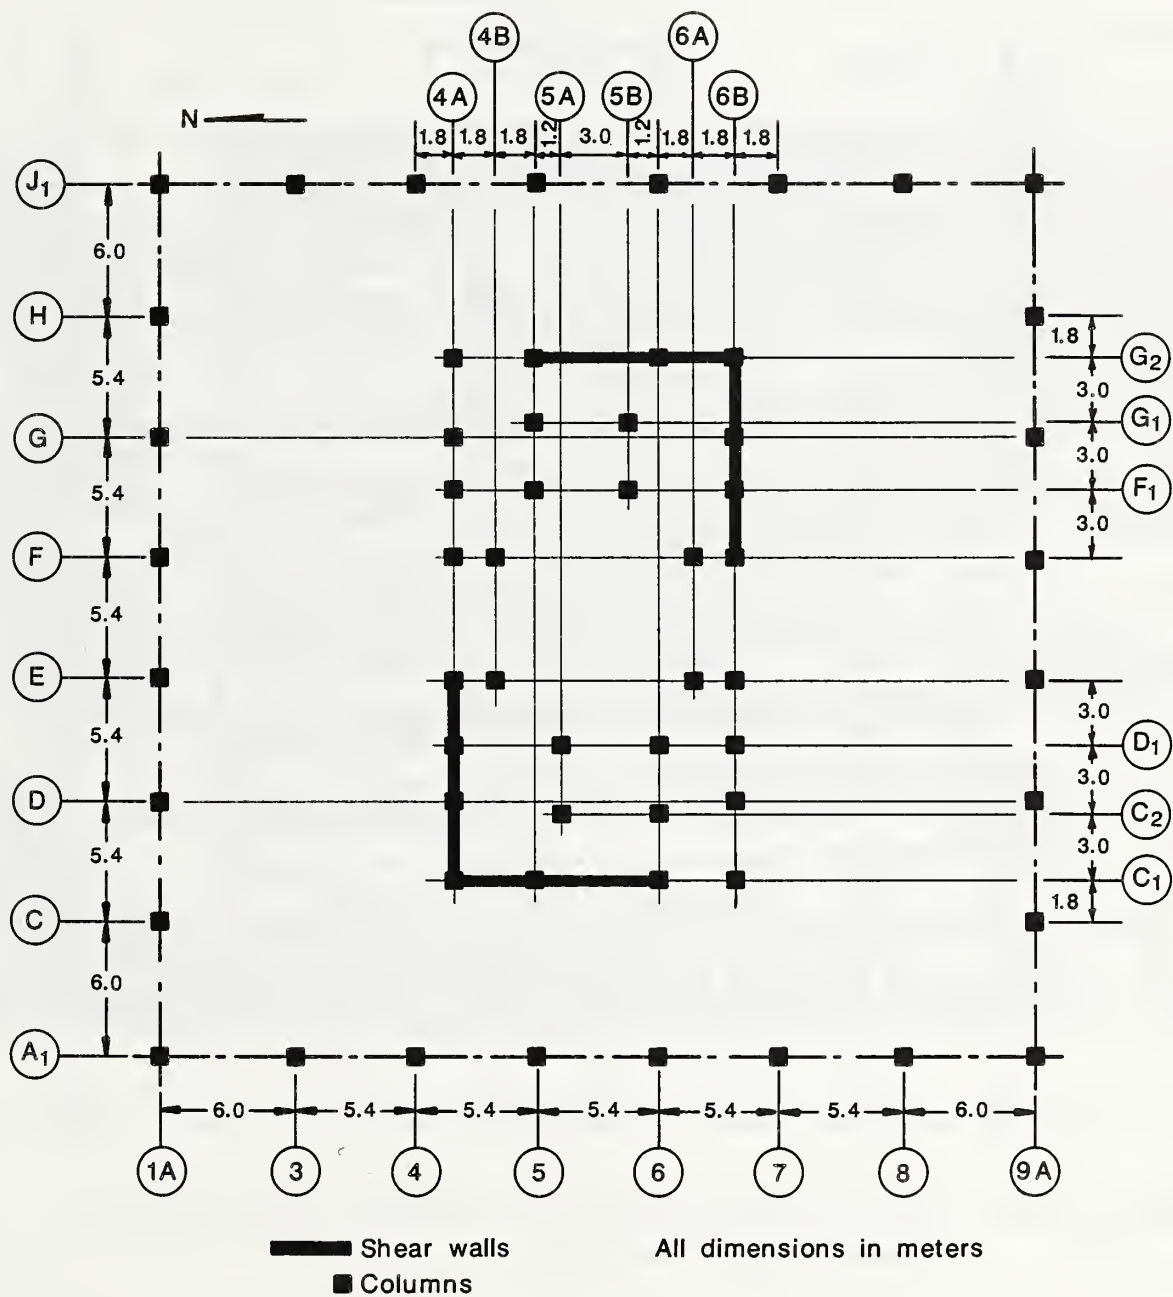 4B 6A
4A 5A 5B 6B
N
1.8 1.8 1.8 1.2 3.0 1.2 1.8 1.8 1.8
J1
6.0
H
1.8
G2
5.4
3.0
G1
G
3.0
F1
5.4
3.0
F
5.4
E
3.0
D1
5.4
3.0
D
C2
3.0
5.4
C1
1.8
C
6.0
A1
6.0 5.4 5.4 5.4 5.4 5.4 6.0
1A 3 4 5 6 7 8 9A
Shear walls All dimensions in meters
Columns